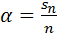 α = sₙ/n